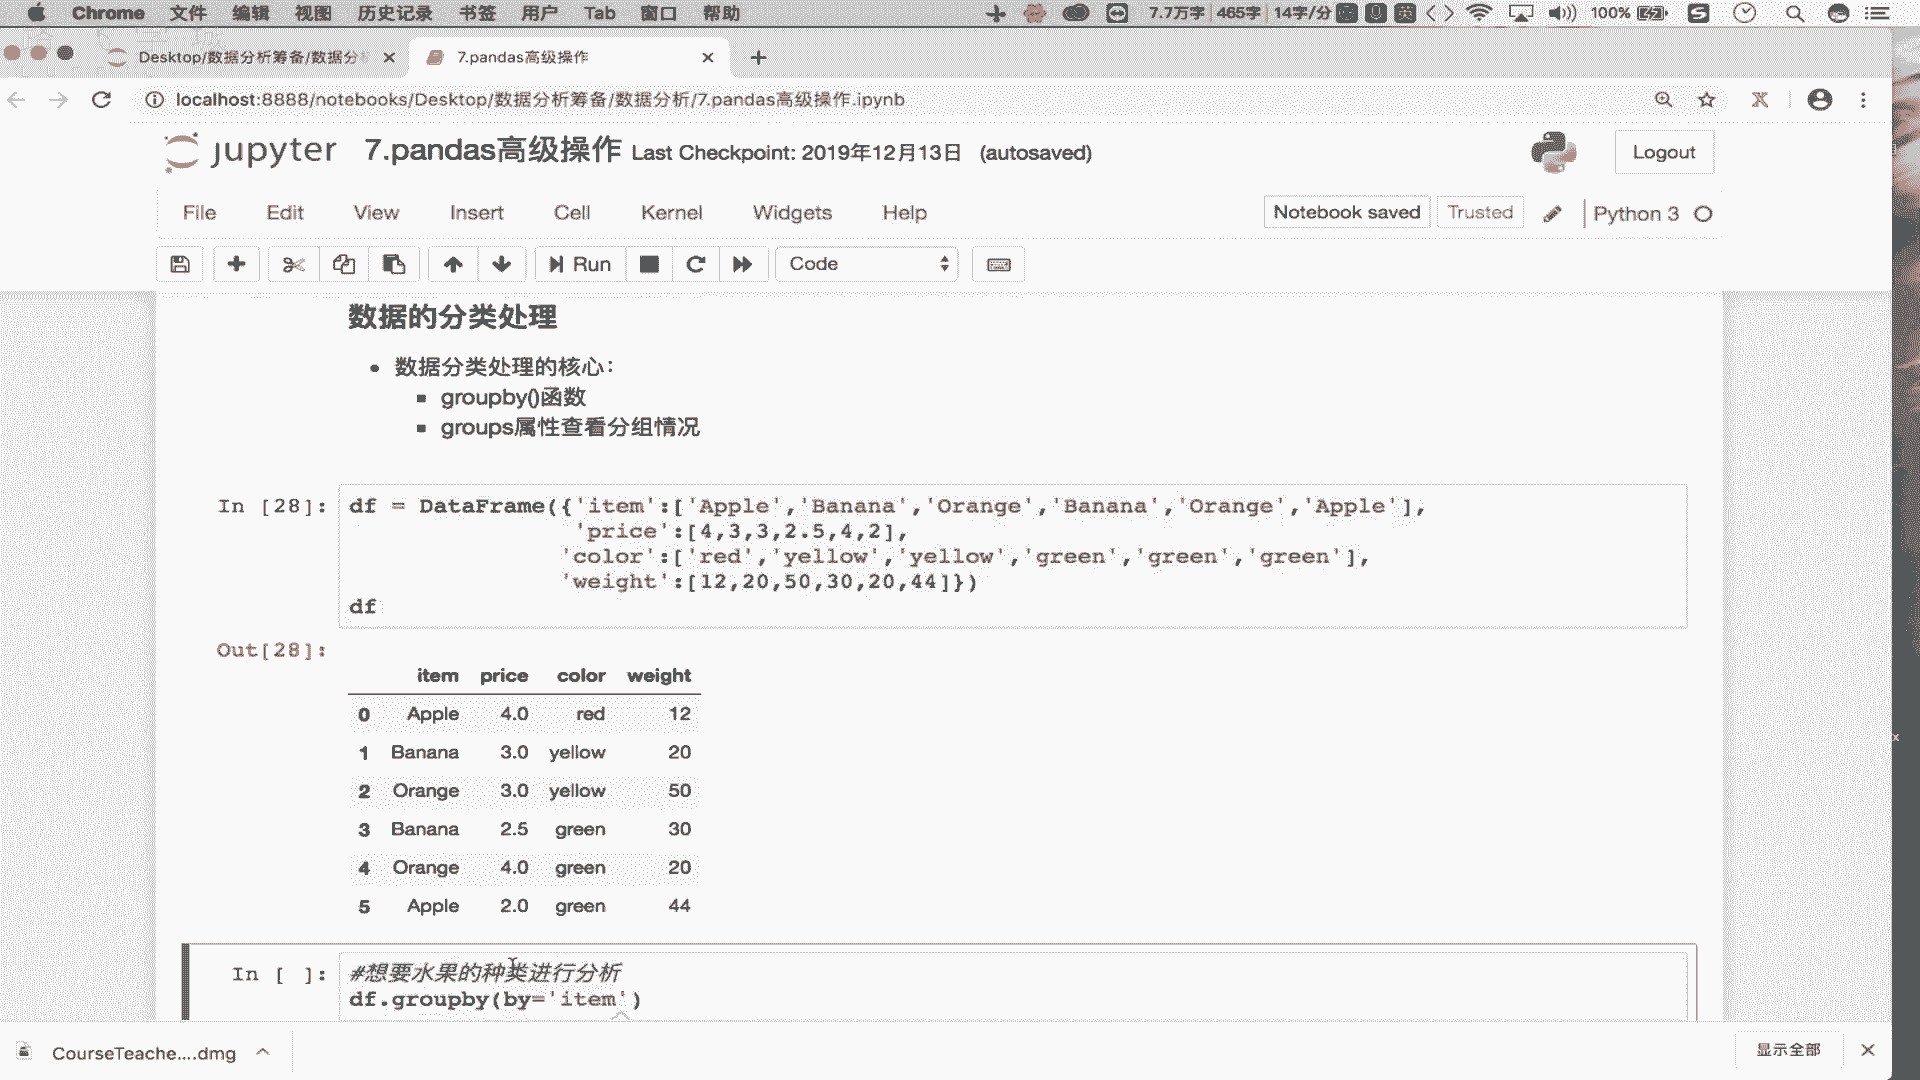 Chrome 文件 编辑 视图 历史记录 书签 用户 Tab 窗口 帮助 7.7万字 465字 14字/分 英 100%
Desktop/数据分析筹备/数据分 7.pandas高级操作
localhost:8888/notebooks/Desktop/数据分析筹备/数据分析/7.pandas高级操作.ipynb
jupyter 7.pandas高级操作 Last Checkpoint: 2019年12月13日 (autosaved) Logout
File Edit View Insert Cell Kernel Widgets Help Notebook saved Trusted Python 3
Run Code
数据的分类处理
数据分类处理的核心：
groupby()函数
groups属性查看分组情况
In [28]: df = DataFrame({'item':['Apple','Banana','Orange','Banana','Orange','Apple'],
'price':[4,3,3,2.5,4,2],
'color':['red','yellow','yellow','green','green','green'],
'weight':[12,20,50,30,20,44]})
df
Out[28]:
item price color weight
0 Apple 4.0 red 12
1 Banana 3.0 yellow 20
2 Orange 3.0 yellow 50
3 Banana 2.5 green 30
4 Orange 4.0 green 20
5 Apple 2.0 green 44
In [ ]: #想要水果的种类进行分析
df.groupby(by='item')
CourseTeache....dmg 显示全部